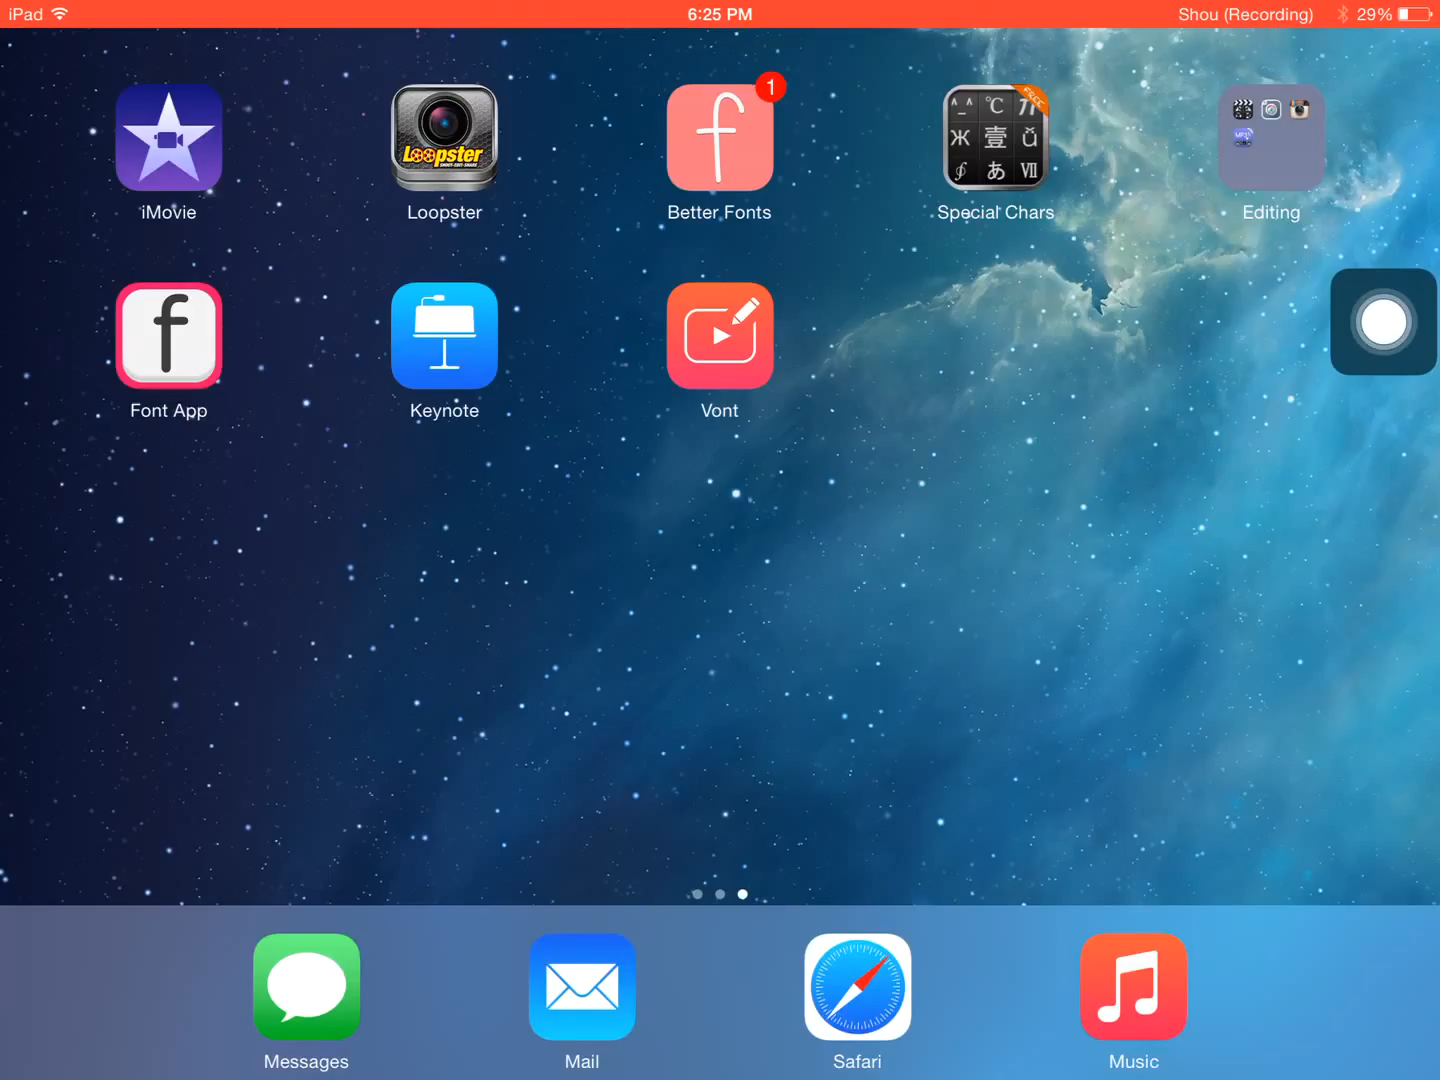 iPad 6:25 PM Shou (Recording) 29%
1
FREE
Loopster
iMovie Loopster Better Fonts Special Chars Editing
Font App Keynote Vont
Messages Mail Safari Music